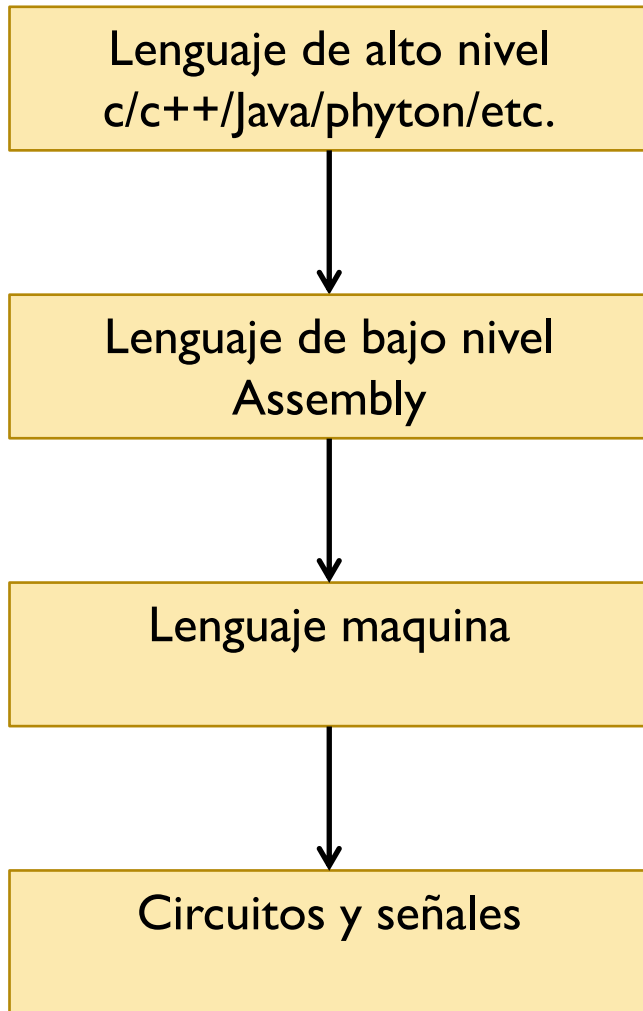 Lenguaje de alto nivel
c/c++/Java/phyton/etc.
Lenguaje de bajo nivel
Assembly
Lenguaje maquina
Circuitos y señales